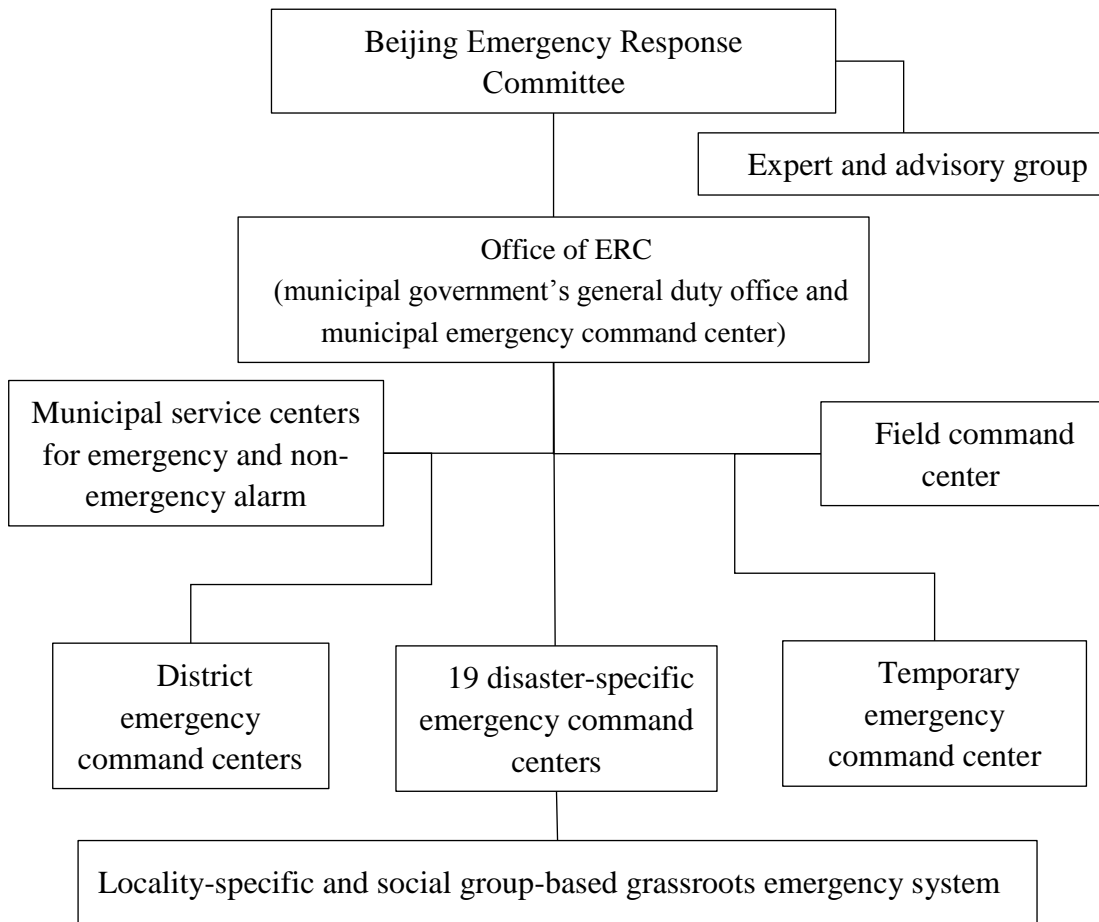 Beijing Emergency Response
Committee
Expert and advisory group
Office of ERC
(municipal government’s general duty office and
municipal emergency command center)
Municipal service centers
for emergency and non-
emergency alarm
Field command
center
District
emergency
command centers
19 disaster-specific
emergency command
centers
Temporary
emergency
command center
Locality-specific and social group-based grassroots emergency system